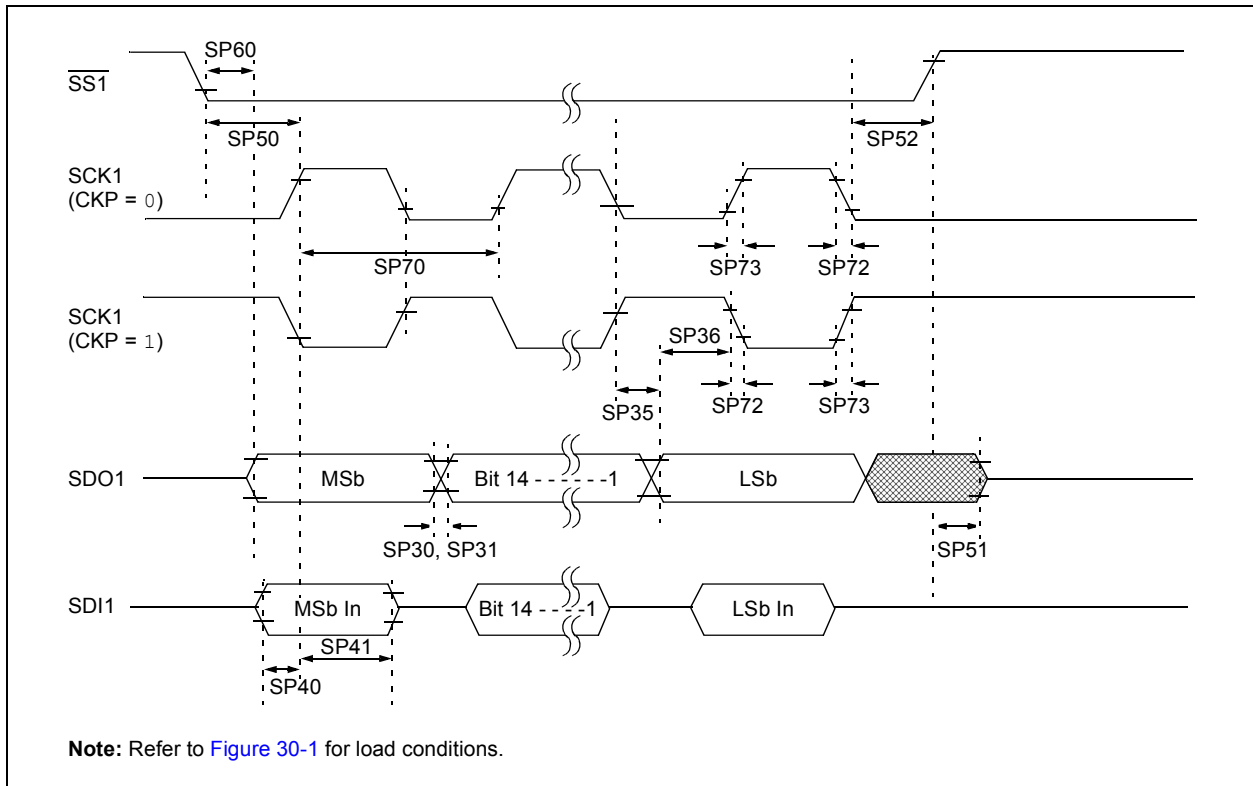 SP60
SS1
SP50
SP52
SCK1
(CKP = 0)
SP70
SP73
SP72
SCK1
(CKP = 1)
SP36
SP35
SP72
SP73
SDO1
MSb
Bit 14 - - - - - -1
LSb
SP30, SP31
SP51
SDI1
MSb In
Bit 14 - - - -1
LSb In
SP41
SP40
Note: Refer to Figure 30-1 for load conditions.